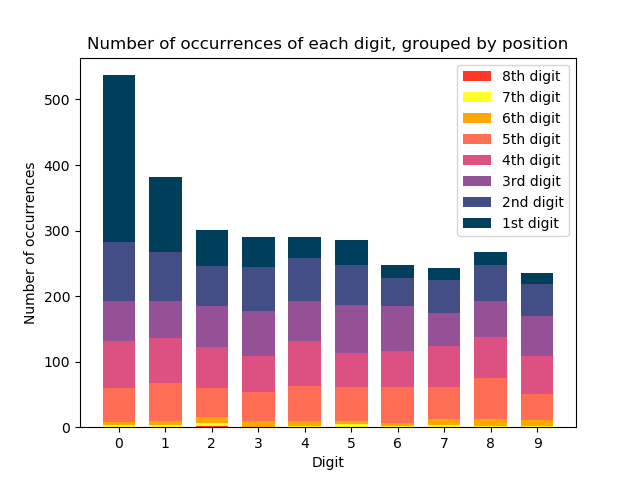 Number of occurrences of each digit, grouped by position
8th digit
7th digit
6th digit
5th digit
4th digit
3rd digit
2nd digit
1st digit
500
400
300
200
100
0
Number of occurrences
0 1 2 3 4 5 6 7 8 9
Digit